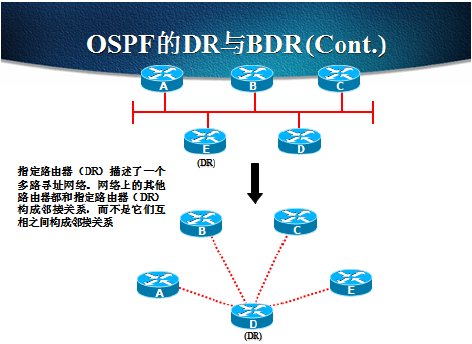 OSPF的DR与BDR(Cont.)
A B C
E D
(DR)
指定路由器（DR）描述了一个
多路寻址网络。网络上的其他
路由器都和指定路由器（DR）
构成邻接关系，而不是它们互
相之间构成邻接关系
B C
A E
D
(DR)